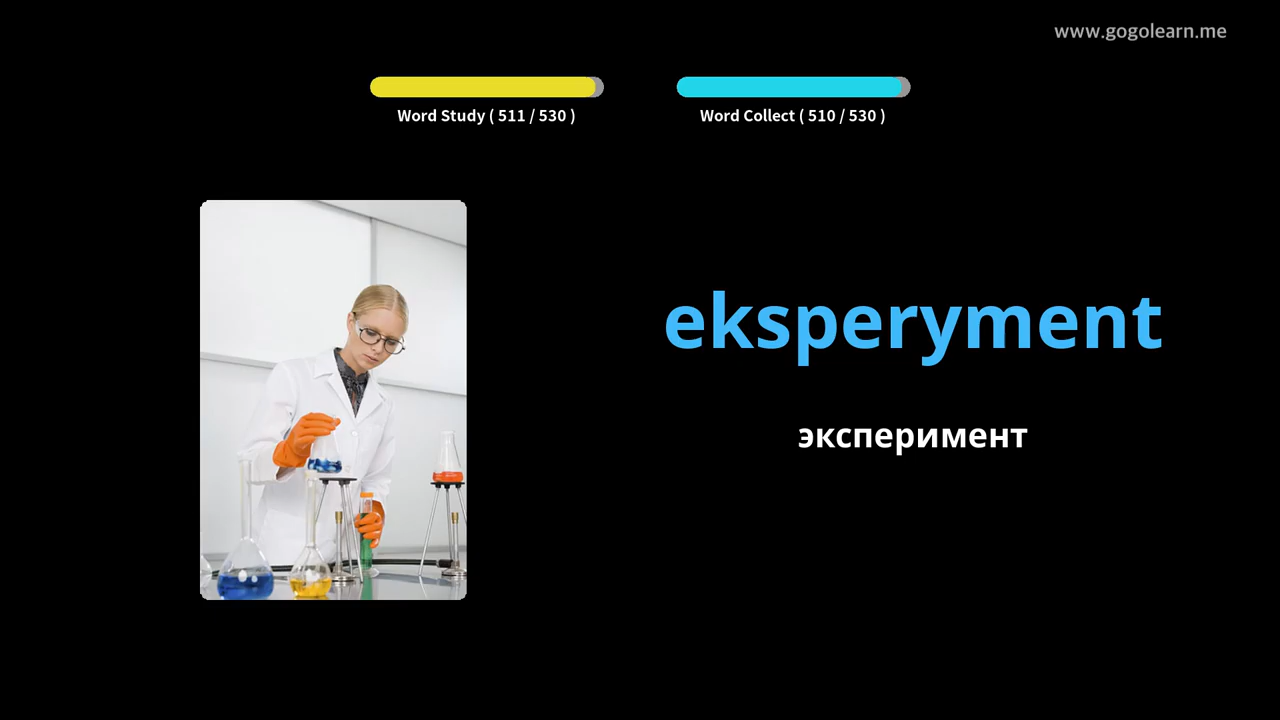 www.gogolearn.me
Word Study ( 511 / 530 )
Word Collect ( 510 / 530 )
eksperyment
эксперимент